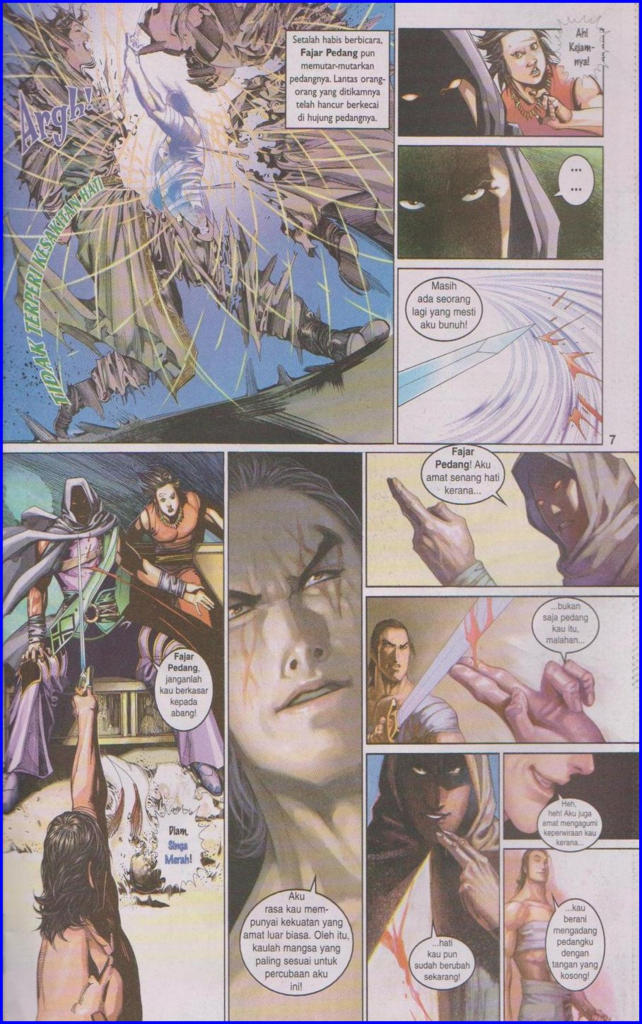 Setelah habis berbicara,
Fajar Pedang pun
memutar-mutarkan
pedangnya. Lantas orang-
orang yang ditikamnya
telah hancur berkecai
di hujung pedangnya.
Argh!
TIDAK TERPERI KESAKITAN HATI
Ah!
Kejam-
nya!
...
...
Masih
ada seorang
lagi yang mesti
aku bunuh!
7
Fajar
Pedang,
janganlah
kau berkasar
kepada
abang!
Diam,
Singa
Merah!
Aku
rasa kau mem-
punyai kekuatan yang
amat luar biasa. Oleh itu,
kaulah mangsa yang
paling sesuai untuk
percubaan aku
ini!
Fajar
Pedang! Aku
amat senang hati
kerana...
...bukan
saja pedang
kau itu,
malahan...
...hati
kau pun
sudah berubah
sekarang!
Heh,
heh! Aku juga
amat mengagumi
keperwiraan kau
kerana...
...kau
berani
mengadang
pedangku
dengan
tangan yang
kosong!